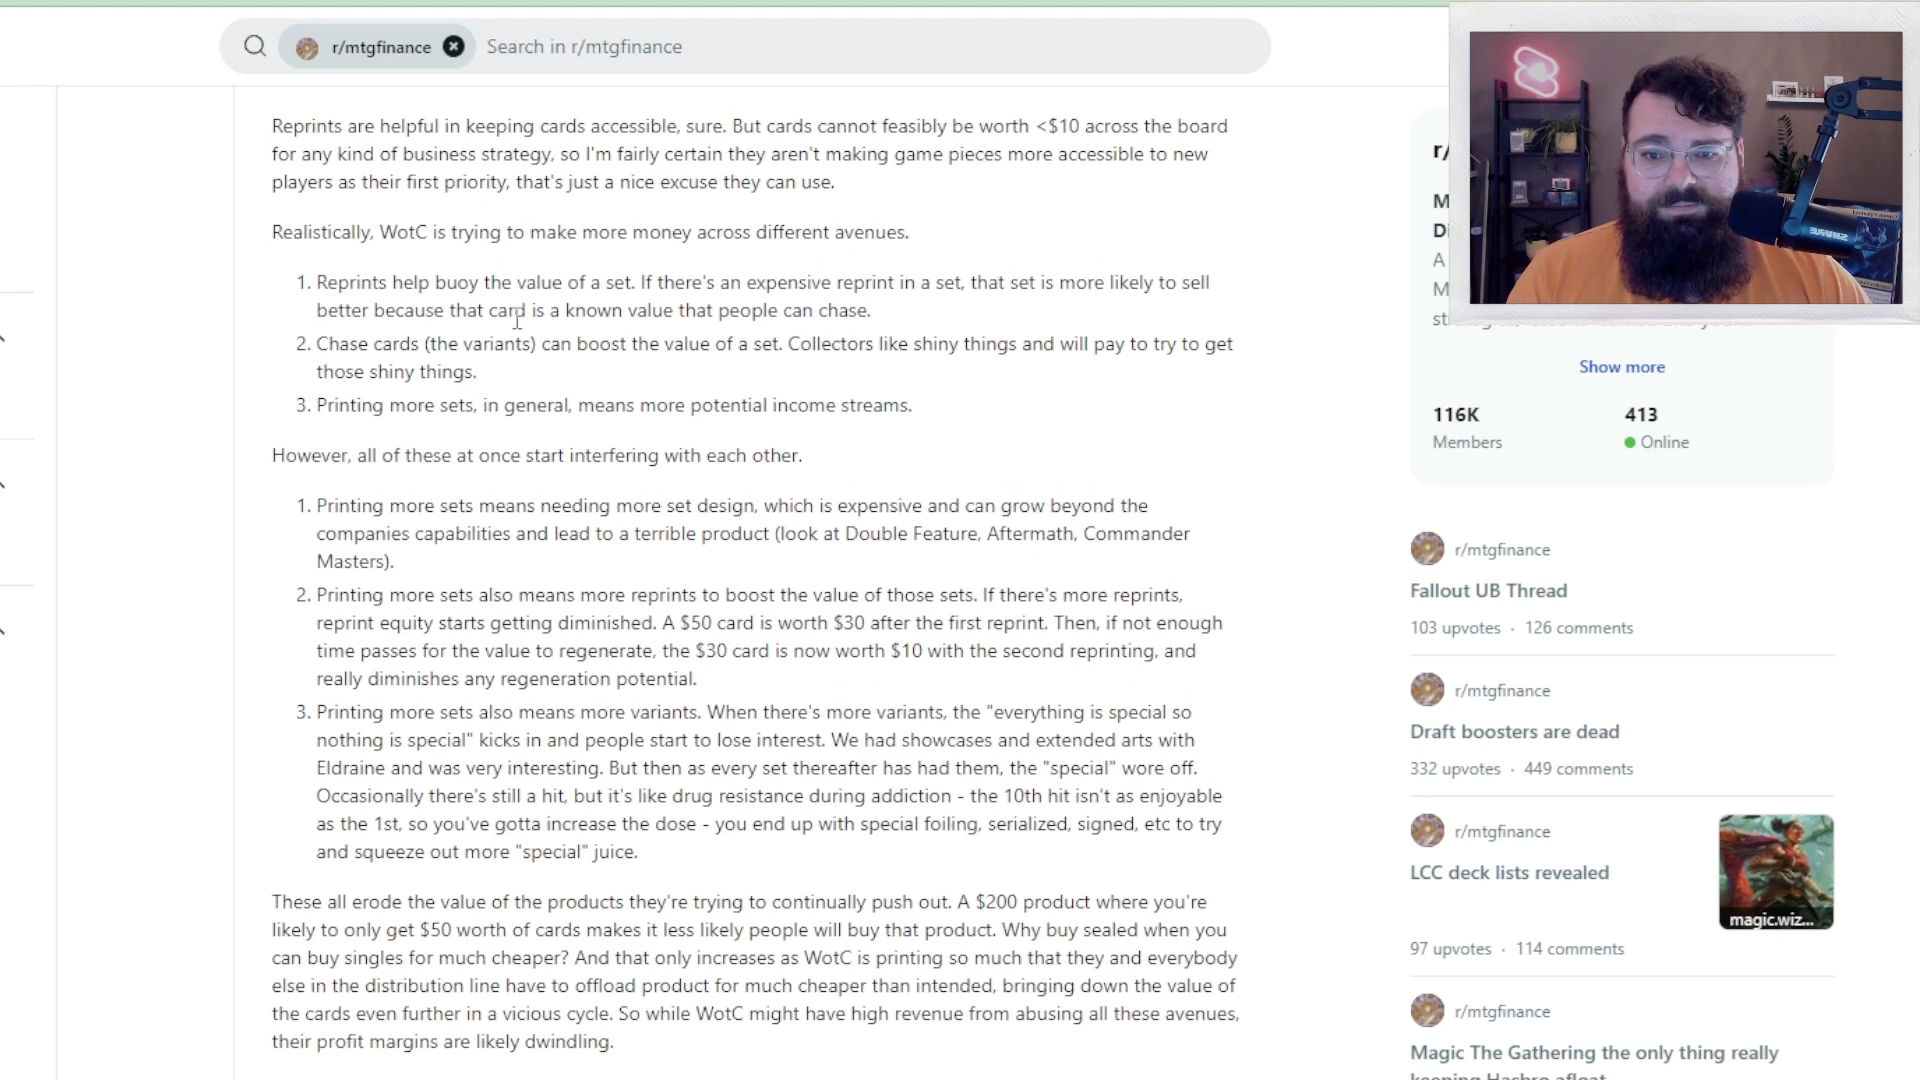 r/mtgfinance Search in r/mtgfinance
Reprints are helpful in keeping cards accessible, sure. But cards cannot feasibly be worth <$10 across the board
for any kind of business strategy, so I'm fairly certain they aren't making game pieces more accessible to new
players as their first priority, that's just a nice excuse they can use.
Realistically, WotC is trying to make more money across different avenues.
1. Reprints help buoy the value of a set. If there's an expensive reprint in a set, that set is more likely to sell
better because that card is a known value that people can chase.
2. Chase cards (the variants) can boost the value of a set. Collectors like shiny things and will pay to try to get
those shiny things.
3. Printing more sets, in general, means more potential income streams.
However, all of these at once start interfering with each other.
1. Printing more sets means needing more set design, which is expensive and can grow beyond the
companies capabilities and lead to a terrible product (look at Double Feature, Aftermath, Commander
Masters).
2. Printing more sets also means more reprints to boost the value of those sets. If there's more reprints,
reprint equity starts getting diminished. A $50 card is worth $30 after the first reprint. Then, if not enough
time passes for the value to regenerate, the $30 card is now worth $10 with the second reprinting, and
really diminishes any regeneration potential.
3. Printing more sets also means more variants. When there's more variants, the "everything is special so
nothing is special" kicks in and people start to lose interest. We had showcases and extended arts with
Eldraine and was very interesting. But then as every set thereafter has had them, the "special" wore off.
Occasionally there's still a hit, but it's like drug resistance during addiction - the 10th hit isn't as enjoyable
as the 1st, so you've gotta increase the dose - you end up with special foiling, serialized, signed, etc to try
and squeeze out more "special" juice.
These all erode the value of the products they're trying to continually push out. A $200 product where you're
likely to only get $50 worth of cards makes it less likely people will buy that product. Why buy sealed when you
can buy singles for much cheaper? And that only increases as WotC is printing so much that they and everybody
else in the distribution line have to offload product for much cheaper than intended, bringing down the value of
the cards even further in a vicious cycle. So while WotC might have high revenue from abusing all these avenues,
their profit margins are likely dwindling.
r/
M
Di
A
M
SHURE
Show more
116K 413
Members Online
r/mtgfinance
Fallout UB Thread
103 upvotes · 126 comments
r/mtgfinance
Draft boosters are dead
332 upvotes · 449 comments
r/mtgfinance
LCC deck lists revealed
magic.wiz...
97 upvotes · 114 comments
r/mtgfinance
Magic The Gathering the only thing really
keeping Hasbro afloat